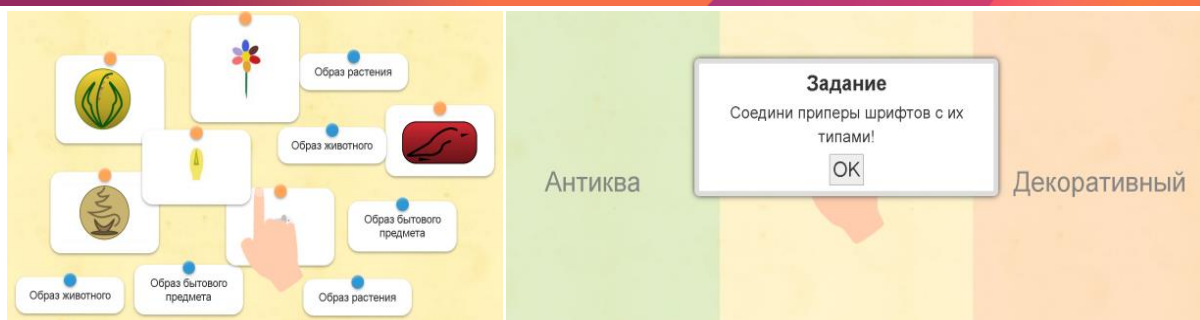 Образ растения
Образ животного
Образ бытового
предмета
Образ животного
Образ бытового
предмета
Образ растения
Задание
Соедини приперы шрифтов с их
типами!
OK
Антиква
Декоративный